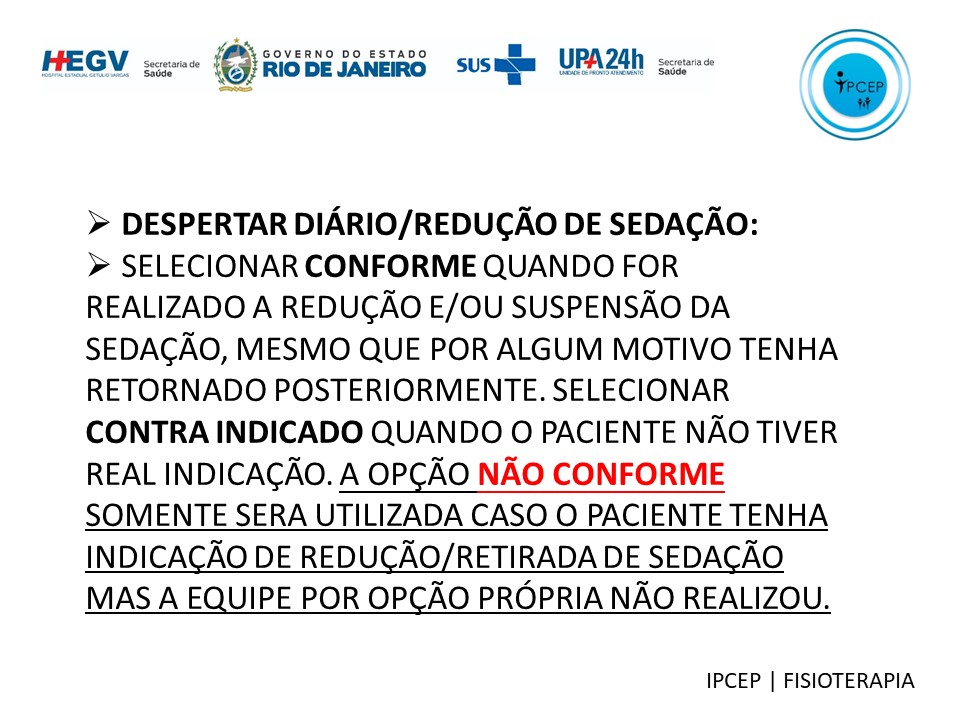 HEGV
HOSPITAL ESTADUAL GETÚLIO VARGAS
Secretaria de
Saúde
GOVERNO DO ESTADO
RIO DE JANEIRO
SUS
UPA 24h
UNIDADE DE PRONTO ATENDIMENTO
Secretaria de
Saúde
IPCEP
➢ DESPERTAR DIÁRIO/REDUÇÃO DE SEDAÇÃO:
➢ SELECIONAR CONFORME QUANDO FOR
REALIZADO A REDUÇÃO E/OU SUSPENSÃO DA
SEDAÇÃO, MESMO QUE POR ALGUM MOTIVO TENHA
RETORNADO POSTERIORMENTE. SELECIONAR
CONTRA INDICADO QUANDO O PACIENTE NÃO TIVER
REAL INDICAÇÃO. A OPÇÃO NÃO CONFORME
SOMENTE SERA UTILIZADA CASO O PACIENTE TENHA
INDICAÇÃO DE REDUÇÃO/RETIRADA DE SEDAÇÃO
MAS A EQUIPE POR OPÇÃO PRÓPRIA NÃO REALIZOU.
IPCEP | FISIOTERAPIA